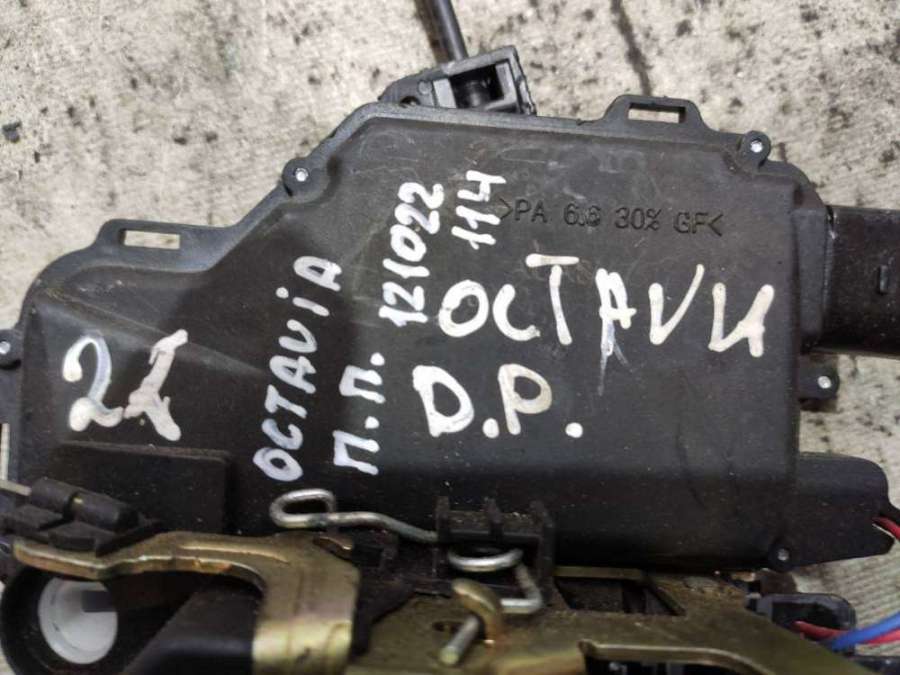 >PA 6.6 30% GF<
OCTAVIA
П.П.
121022
114
OCTAVИ
D.P.
21